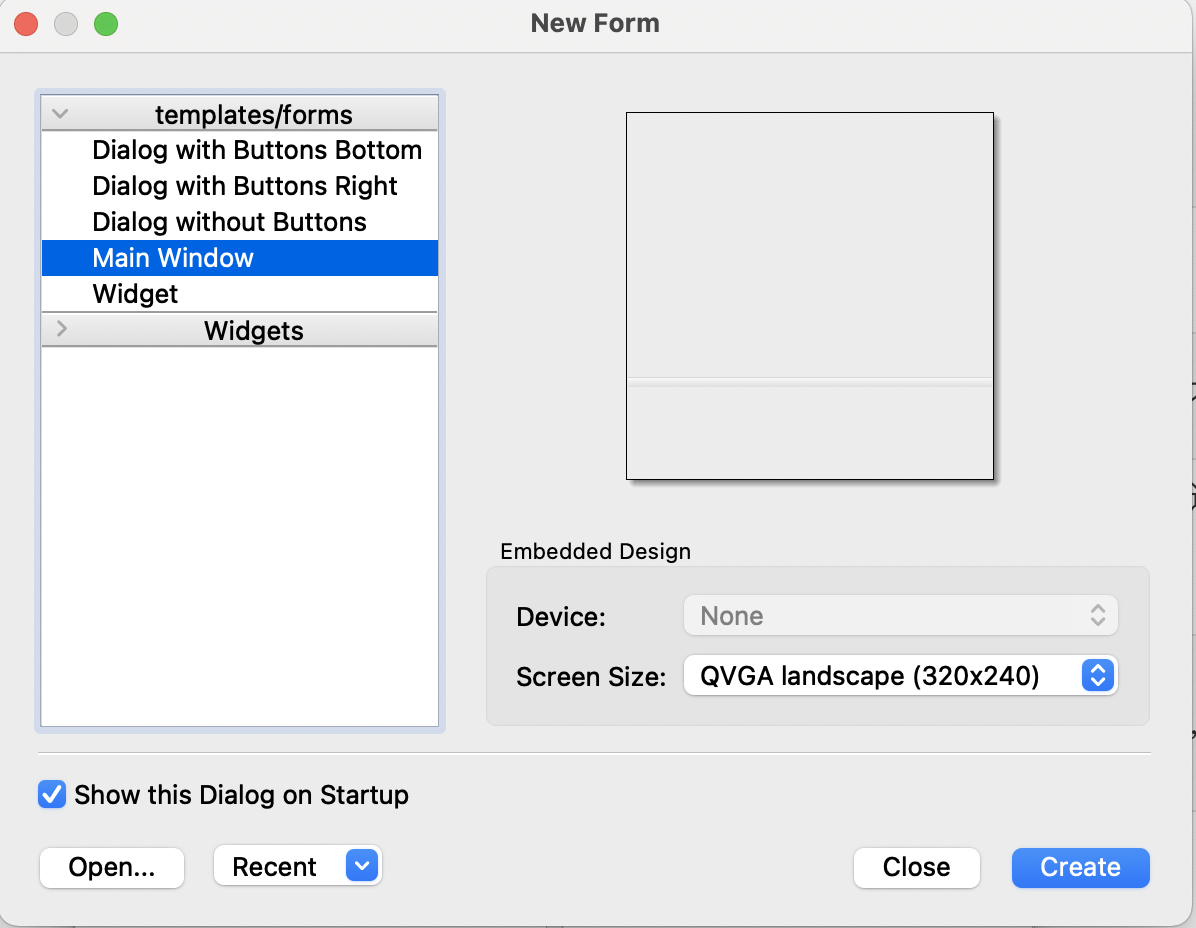 New Form
templates/forms
Dialog with Buttons Bottom
Dialog with Buttons Right
Dialog without Buttons
Main Window
Widget
Widgets
Embedded Design
Device: None
Screen Size: QVGA landscape (320x240)
Show this Dialog on Startup
Open... Recent Close Create